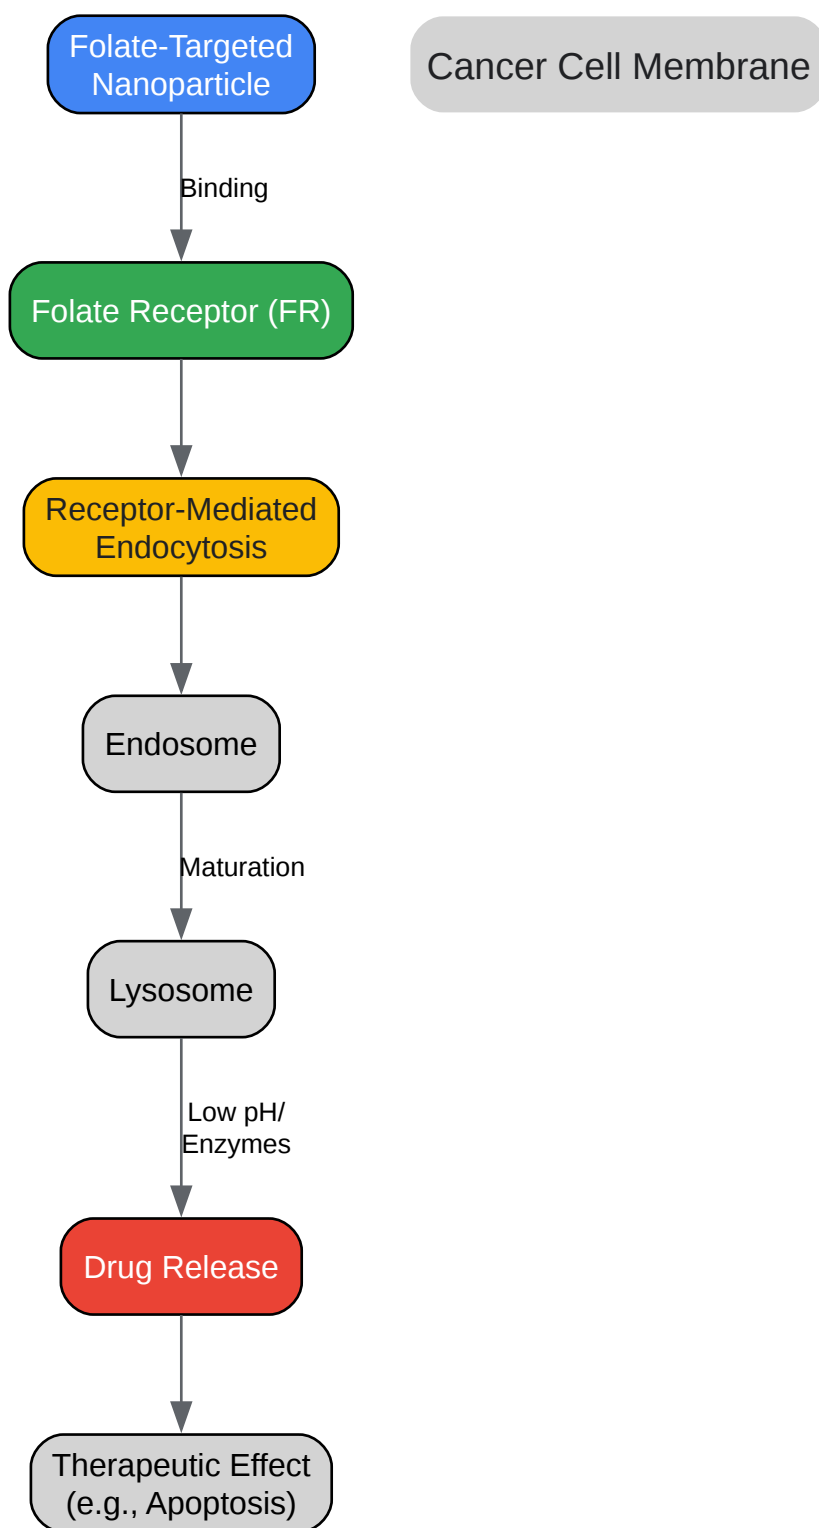 Folate-Targeted
Nanoparticle
Cancer Cell Membrane
Binding
Folate Receptor (FR)
Receptor-Mediated
Endocytosis
Endosome
Maturation
Lysosome
Low pH/
Enzymes
Drug Release
Therapeutic Effect
(e.g., Apoptosis)